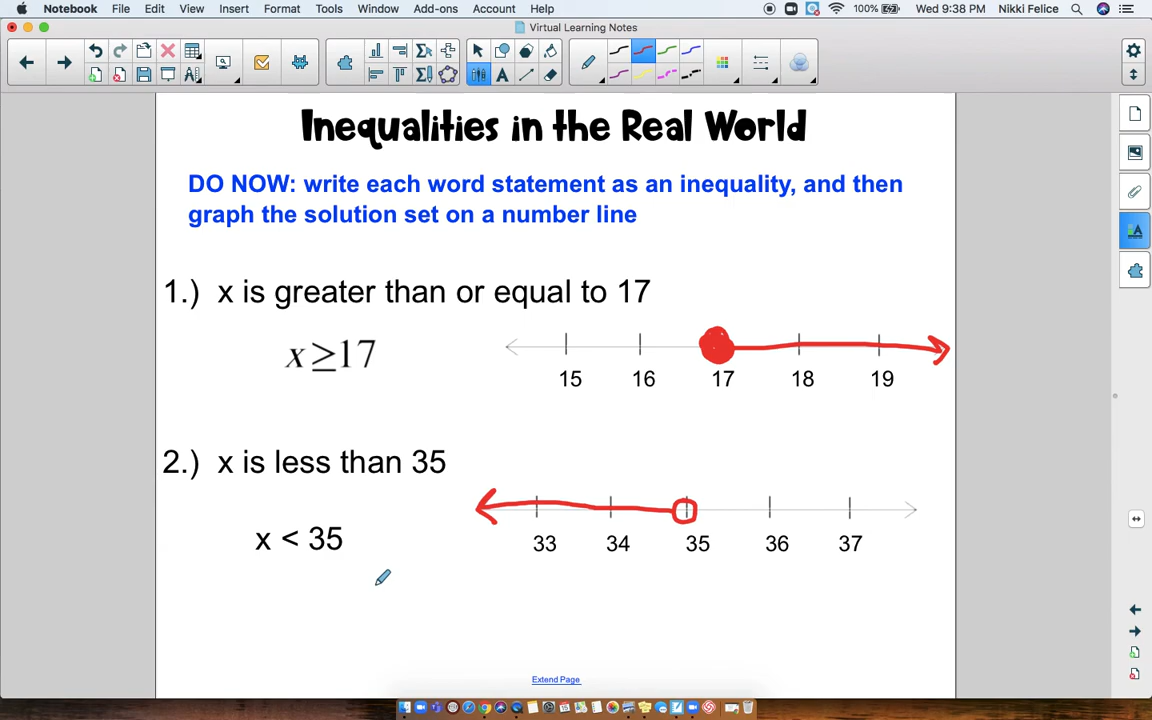 Notebook File Edit View Insert Format Tools Window Add-ons Account Help 100% Wed 9:38 PM Nikki Felice
Virtual Learning Notes
Inequalities in the Real World
DO NOW: write each word statement as an inequality, and then
graph the solution set on a number line
1.) x is greater than or equal to 17
x ≥ 17
15 16 17 18 19
2.) x is less than 35
x < 35
33 34 35 36 37
Extend Page